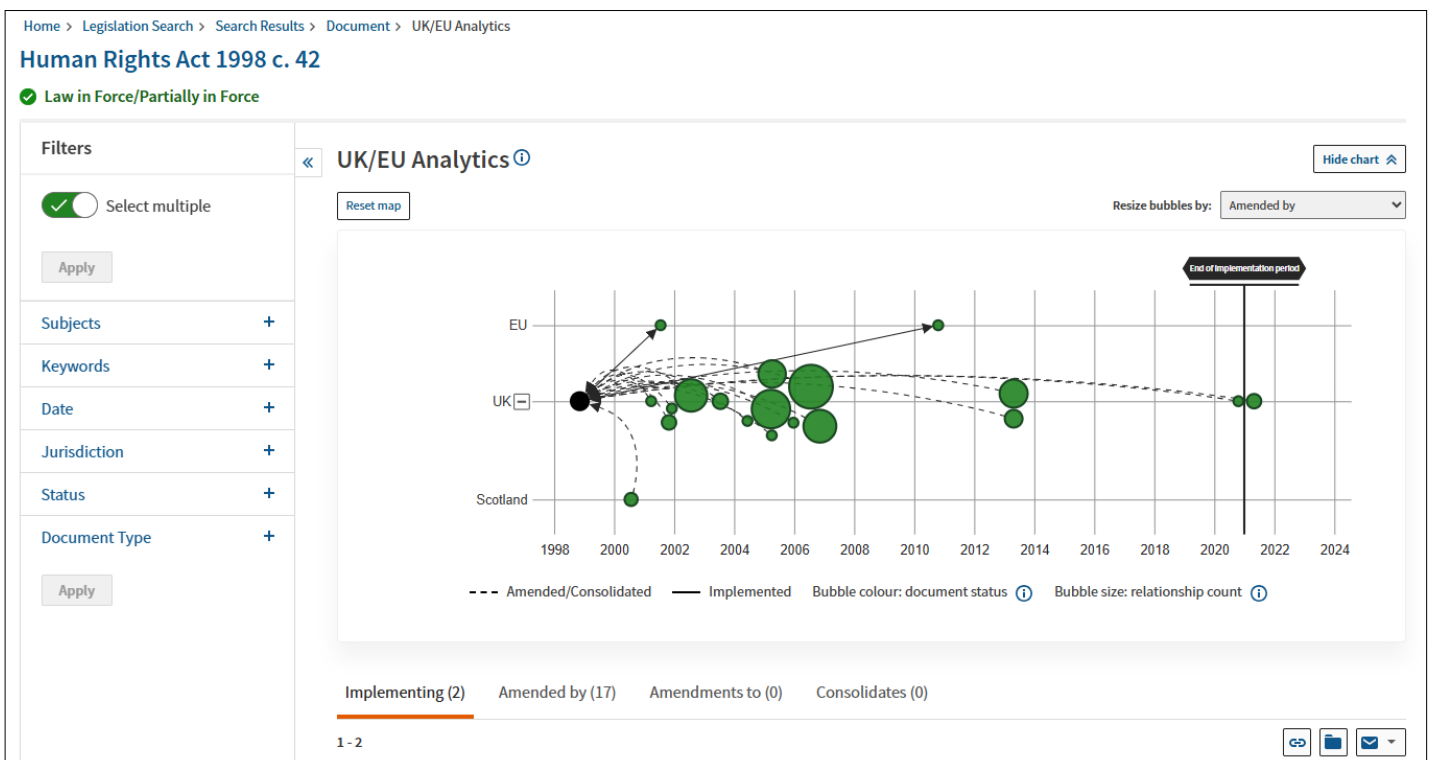 Home > Legislation Search > Search Results > Document > UK/EU Analytics
Human Rights Act 1998 c. 42
Law in Force/Partially in Force
Filters
Select multiple
Apply
Subjects +
Keywords +
Date +
Jurisdiction +
Status +
Document Type +
Apply
«
UK/EU Analytics
Hide chart
Reset map
Resize bubbles by: Amended by
End of implementation period
EU
UK
Scotland
1998 2000 2002 2004 2006 2008 2010 2012 2014 2016 2018 2020 2022 2024
Amended/Consolidated Implemented Bubble colour: document status Bubble size: relationship count
Implementing (2) Amended by (17) Amendments to (0) Consolidates (0)
1 - 2